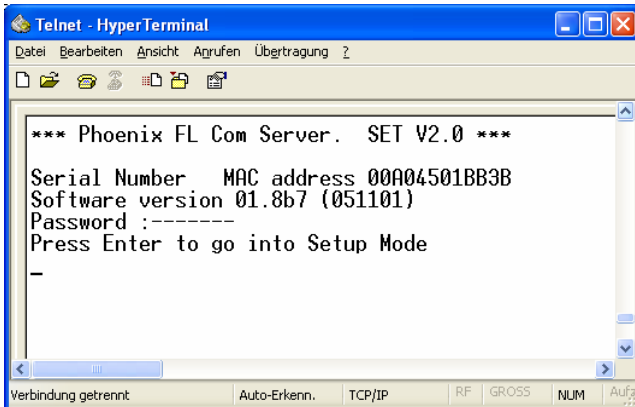 Telnet - HyperTerminal
Datei Bearbeiten Ansicht Anrufen Übertragung ?
*** Phoenix FL Com Server. SET V2.0 ***
Serial Number MAC address 00A04501BB3B
Software version 01.8b7 (051101)
Password :-------
Press Enter to go into Setup Mode
_
Verbindung getrennt Auto-Erkenn. TCP/IP RF GROSS NUM